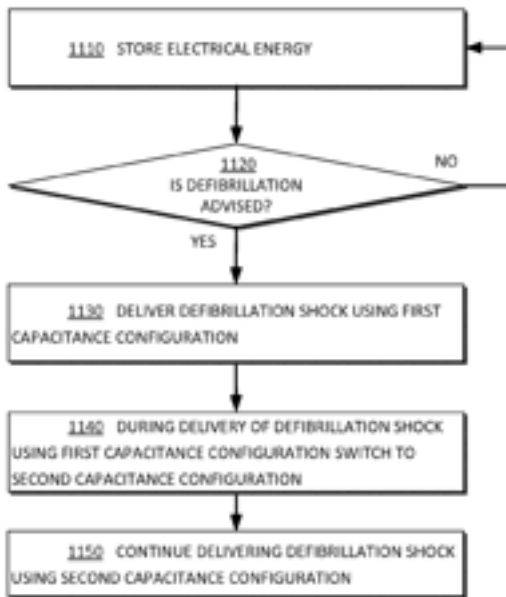 1110 STORE ELECTRICAL ENERGY
1120
IS DEFIBRILLATION
ADVISED?
NO
YES
1130 DELIVER DEFIBRILLATION SHOCK USING FIRST
CAPACITANCE CONFIGURATION
1140 DURING DELIVERY OF DEFIBRILLATION SHOCK
USING FIRST CAPACITANCE CONFIGURATION SWITCH TO
SECOND CAPACITANCE CONFIGURATION
1150 CONTINUE DELIVERING DEFIBRILLATION SHOCK
USING SECOND CAPACITANCE CONFIGURATION